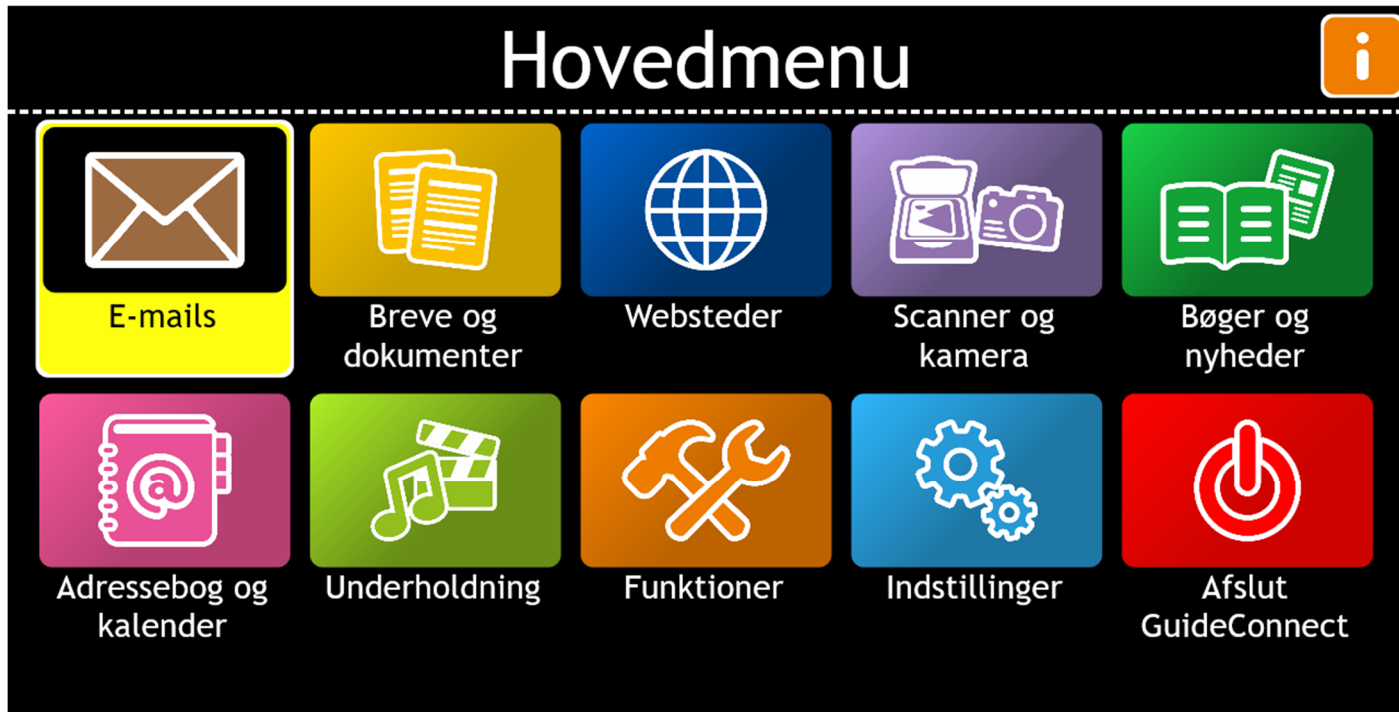 Hovedmenu
E-mails
Breve og
dokumenter
Websteder
Scanner og
kamera
Bøger og
nyheder
Adressebog og
kalender
Underholdning
Funktioner
Indstillinger
Afslut
GuideConnect